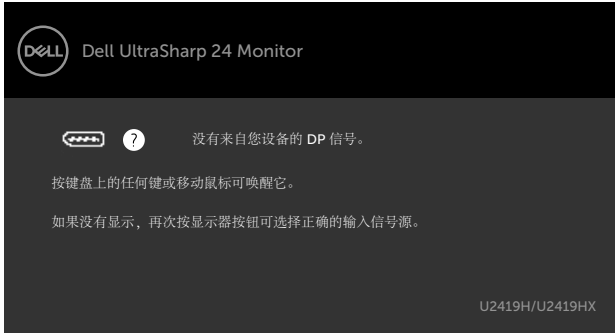 DELL
Dell UltraSharp 24 Monitor
? 没有来自您设备的 DP 信号。
按键盘上的任何键或移动鼠标可唤醒它。
如果没有显示，再次按显示器按钮可选择正确的输入信号源。
U2419H/U2419HX